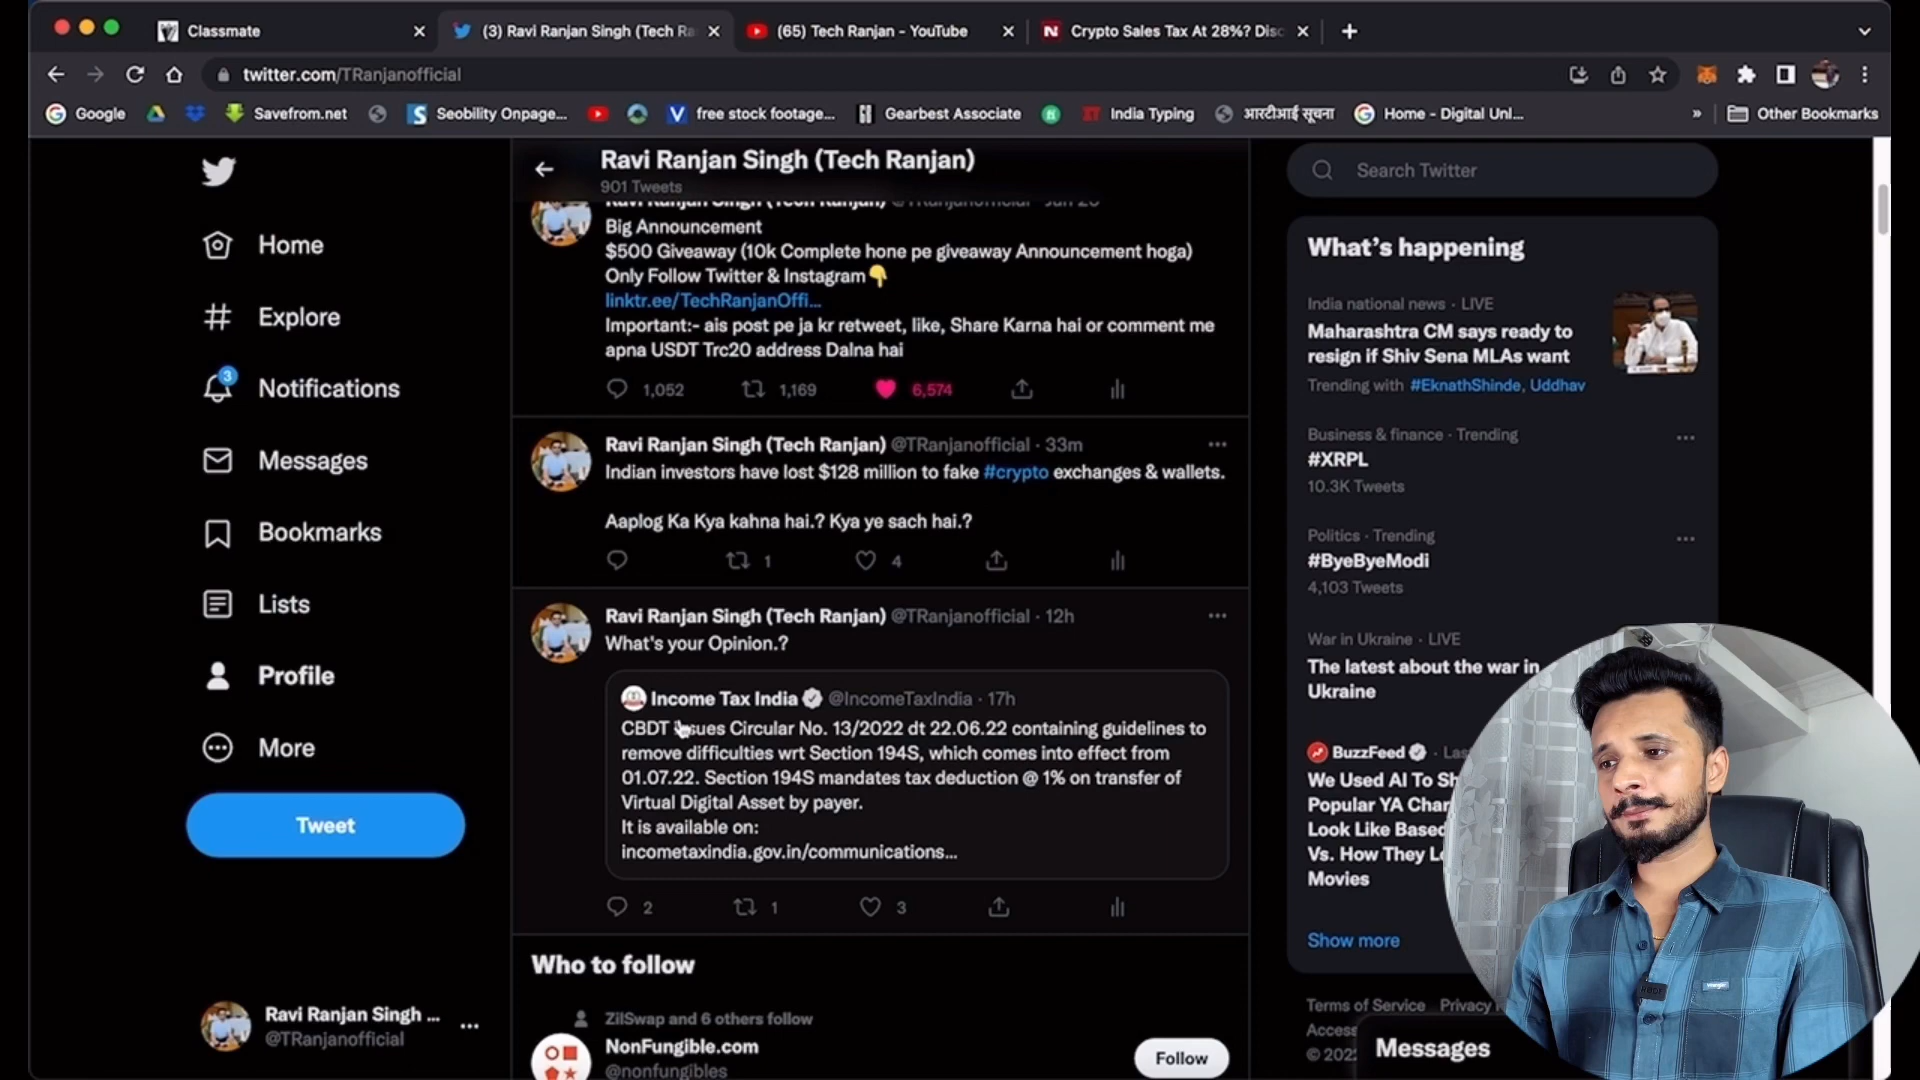 Classmate
(3) Ravi Ranjan Singh (Tech Ra
(65) Tech Ranjan - YouTube
Crypto Sales Tax At 28%? Disc
twitter.com/TRanjanofficial
Google
Savefrom.net
Seobility Onpage...
free stock footage...
Gearbest Associate
India Typing
आरटीआई सूचना
Home - Digital Unl...
»
Other Bookmarks
Home
Explore
3
Notifications
Messages
Bookmarks
Lists
Profile
More
Tweet
Ravi Ranjan Singh ...
@TRanjanofficial
Ravi Ranjan Singh (Tech Ranjan)
901 Tweets
Ravi Ranjan Singh (Tech Ranjan) @TRanjanofficial ·
Big Announcement
$500 Giveaway (10k Complete hone pe giveaway Announcement hoga)
Only Follow Twitter & Instagram👇
linktr.ee/TechRanjanOffi...
Important:- ais post pe ja kr retweet, like, Share Karna hai or comment me
apna USDT Trc20 address Dalna hai
1,052 1,169 6,574
Ravi Ranjan Singh (Tech Ranjan) @TRanjanofficial · 33m
Indian investors have lost $128 million to fake #crypto exchanges & wallets.
Aaplog Ka Kya kahna hai.? Kya ye sach hai.?
1 4
Ravi Ranjan Singh (Tech Ranjan) @TRanjanofficial · 12h
What's your Opinion.?
Income Tax India @IncomeTaxIndia · 17h
CBDT issues Circular No. 13/2022 dt 22.06.22 containing guidelines to
remove difficulties wrt Section 194S, which comes into effect from
01.07.22. Section 194S mandates tax deduction @ 1% on transfer of
Virtual Digital Asset by payer.
It is available on:
incometaxindia.gov.in/communications...
2 1 3
Who to follow
ZilSwap and 6 others follow
NonFungible.com
@nonfungibles
Follow
Search Twitter
What's happening
India national news · LIVE
Maharashtra CM says ready to
resign if Shiv Sena MLAs want
Trending with #EknathShinde, Uddhav
Business & finance · Trending
#XRPL
10.3K Tweets
Politics · Trending
#ByeByeModi
4,103 Tweets
War in Ukraine · LIVE
The latest about the war in
Ukraine
BuzzFeed · Las
We Used AI To Sh
Popular YA Char
Look Like Based
Vs. How They L
Movies
Show more
Terms of Service Privacy
Access
© 2022
Messages